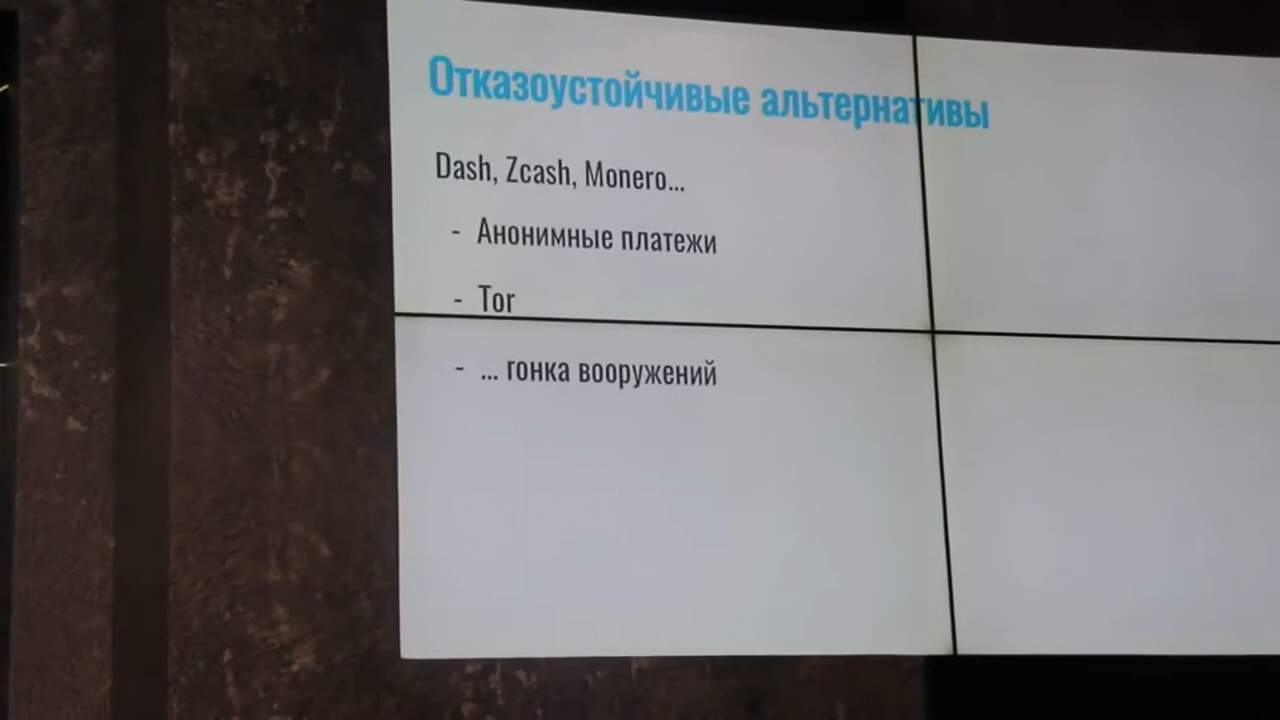 Отказоустойчивые альтернативы
Dash, Zcash, Monero...
- Анонимные платежи
- Tor
- ... гонка вооружений